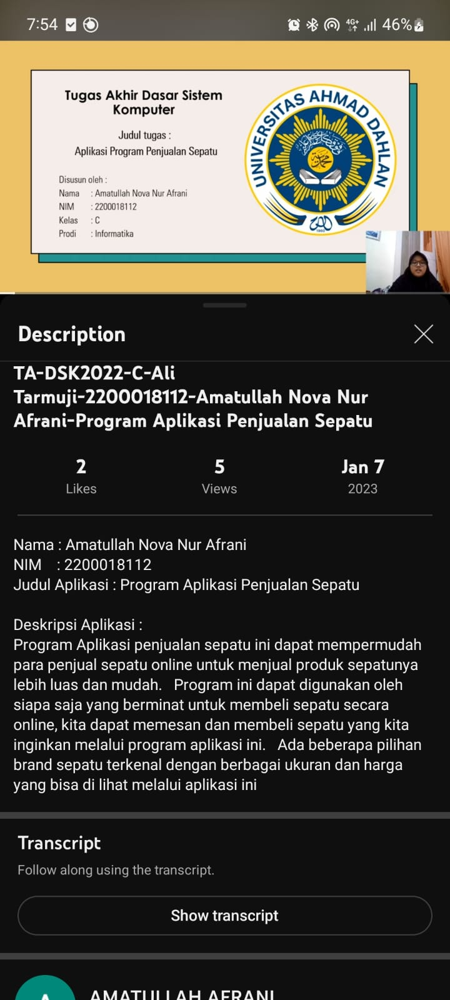 7:54
4G+
46%
Tugas Akhir Dasar Sistem
Komputer
Judul tugas :
Aplikasi Program Penjualan Sepatu
Disusun oleh :
Nama : Amatullah Nova Nur Afrani
NIM : 2200018112
Kelas : C
Prodi : Informatika
UNIVERSITAS AHMAD DAHLAN
1960
Description
TA-DSK2022-C-Ali
Tarmuji-2200018112-Amatullah Nova Nur
Afrani-Program Aplikasi Penjualan Sepatu
2 5 Jan 7
Likes Views 2023
Nama : Amatullah Nova Nur Afrani
NIM : 2200018112
Judul Aplikasi : Program Aplikasi Penjualan Sepatu
Deskripsi Aplikasi :
Program Aplikasi penjualan sepatu ini dapat mempermudah
para penjual sepatu online untuk menjual produk sepatunya
lebih luas dan mudah. Program ini dapat digunakan oleh
siapa saja yang berminat untuk membeli sepatu secara
online, kita dapat memesan dan membeli sepatu yang kita
inginkan melalui program aplikasi ini. Ada beberapa pilihan
brand sepatu terkenal dengan berbagai ukuran dan harga
yang bisa di lihat melalui aplikasi ini
Transcript
Follow along using the transcript.
Show transcript
A
AMATULLAH AFRANI